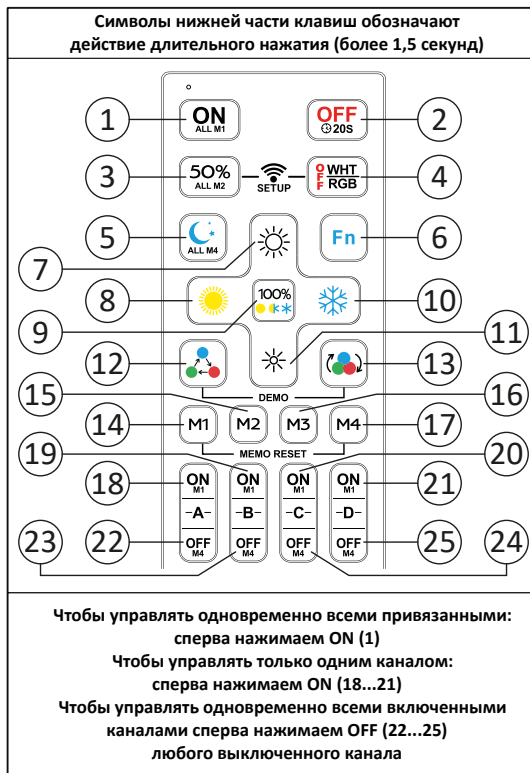 Символы нижней части клавиш обозначают
действие длительного нажатия (более 1,5 секунд)
1 ON ALL M1 OFF 20S 2
3 50% ALL M2 SETUP OFF WHT RGB 4
5 ALL M4 Fn 6
7
8 100% 10
9 11
12 13
DEMO
15 16
14 M1 M2 M3 M4 17
MEMO RESET
19 20
18 ON M1 ON M1 ON M1 ON M1 21
-A- -B- -C- -D-
22 OFF M4 OFF M4 OFF M4 OFF M4 25
23 24
Чтобы управлять одновременно всеми привязанными:
сперва нажимаем ON (1)
Чтобы управлять только одним каналом:
сперва нажимаем ON (18...21)
Чтобы управлять одновременно всеми включенными
каналами сперва нажимаем OFF (22...25)
любого выключенного канала